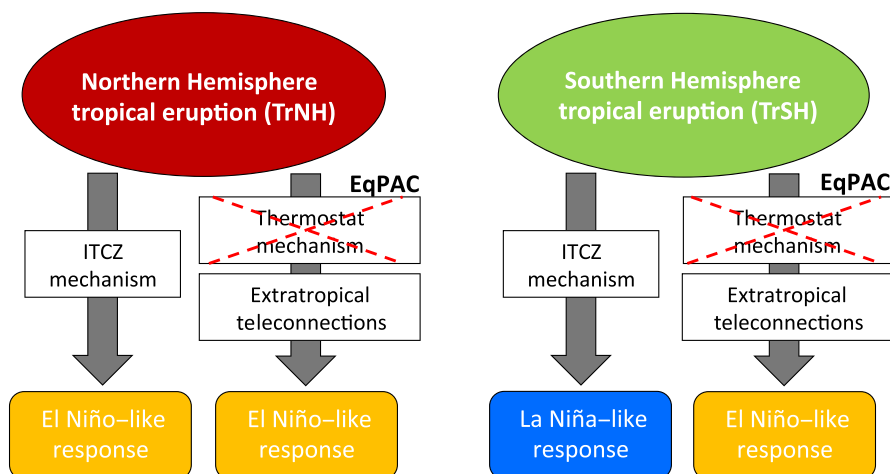 Northern Hemisphere
tropical eruption (TrNH)
EqPAC
ITCZ
mechanism
Thermostat
mechanism
Extratropical
teleconnections
El Niño–like
response
El Niño–like
response
Southern Hemisphere
tropical eruption (TrSH)
EqPAC
ITCZ
mechanism
Thermostat
mechanism
Extratropical
teleconnections
La Niña–like
response
El Niño–like
response